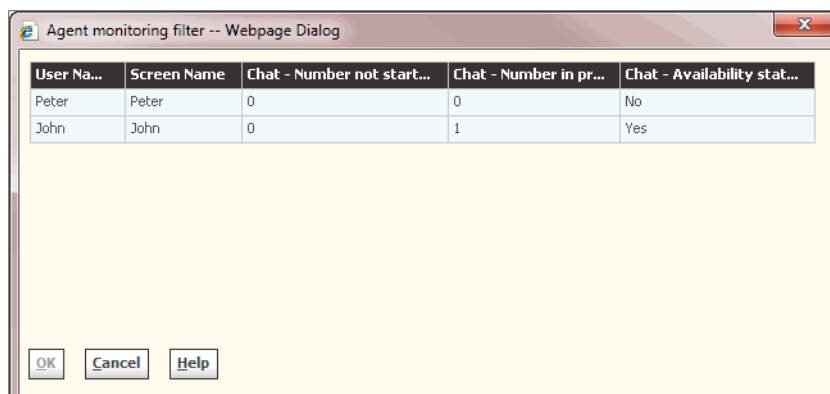 Agent monitoring filter -- Webpage Dialog
X
User Na... Screen Name Chat - Number not start... Chat - Number in pr... Chat - Availability stat...
Peter Peter 0 0 No
John John 0 1 Yes
OK Cancel Help